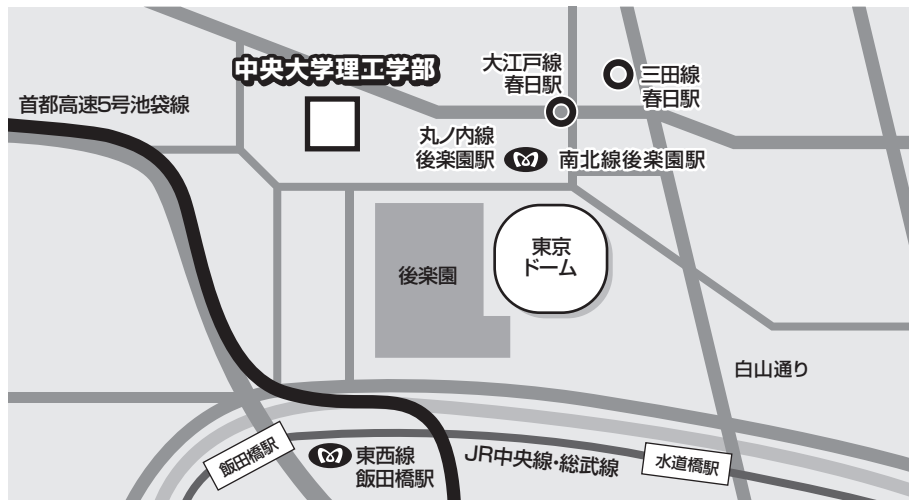 中央大学理工学部
大江戸線
春日駅
三田線
春日駅
首都高速5号池袋線
丸ノ内線
後楽園駅
南北線後楽園駅
東京
ドーム
後楽園
白山通り
飯田橋駅
東西線
飯田橋駅
JR中央線・総武線
水道橋駅